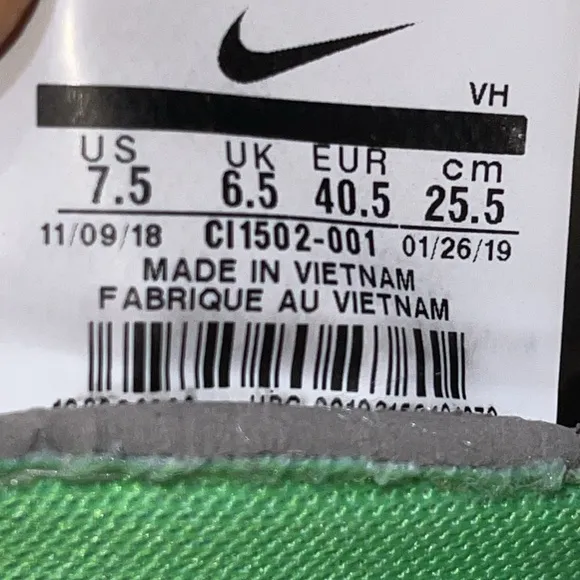 VH
US UK EUR cm
7.5 6.5 40.5 25.5
11/09/18 CI1502-001 01/26/19
MADE IN VIETNAM
FABRIQUE AU VIETNAM